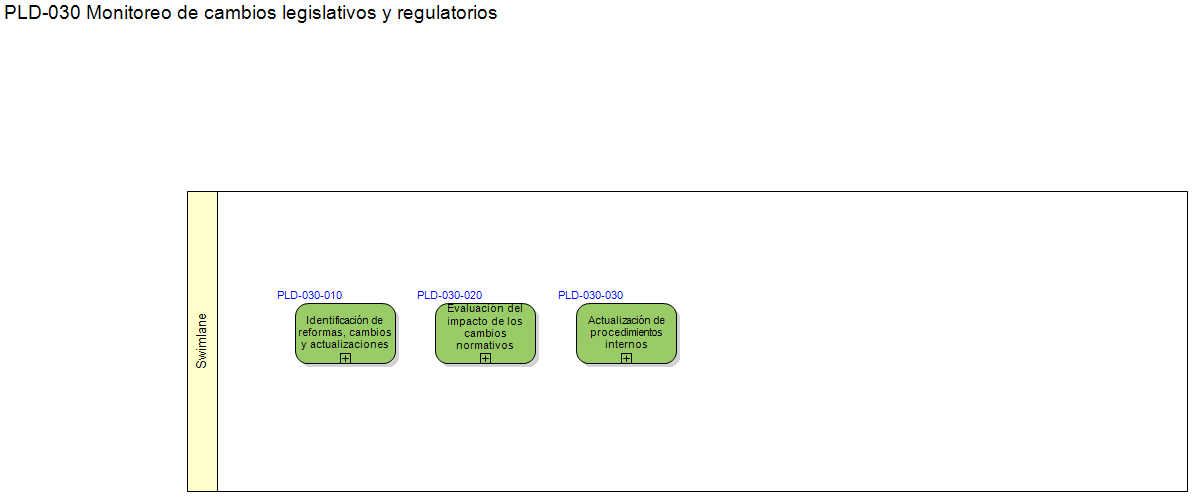 PLD-030 Monitoreo de cambios legislativos y regulatorios
Swimlane
PLD-030-010
Identificación de
reformas, cambios
y actualizaciones
PLD-030-020
Evaluación del
impacto de los
cambios
normativos
PLD-030-030
Actualización de
procedimientos
internos